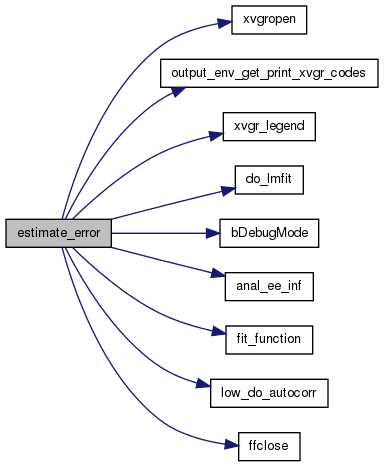 xvgropen
output_env_get_print_xvgr_codes
xvgr_legend
do_lmfit
estimate_error
bDebugMode
anal_ee_inf
fit_function
low_do_autocorr
ffclose